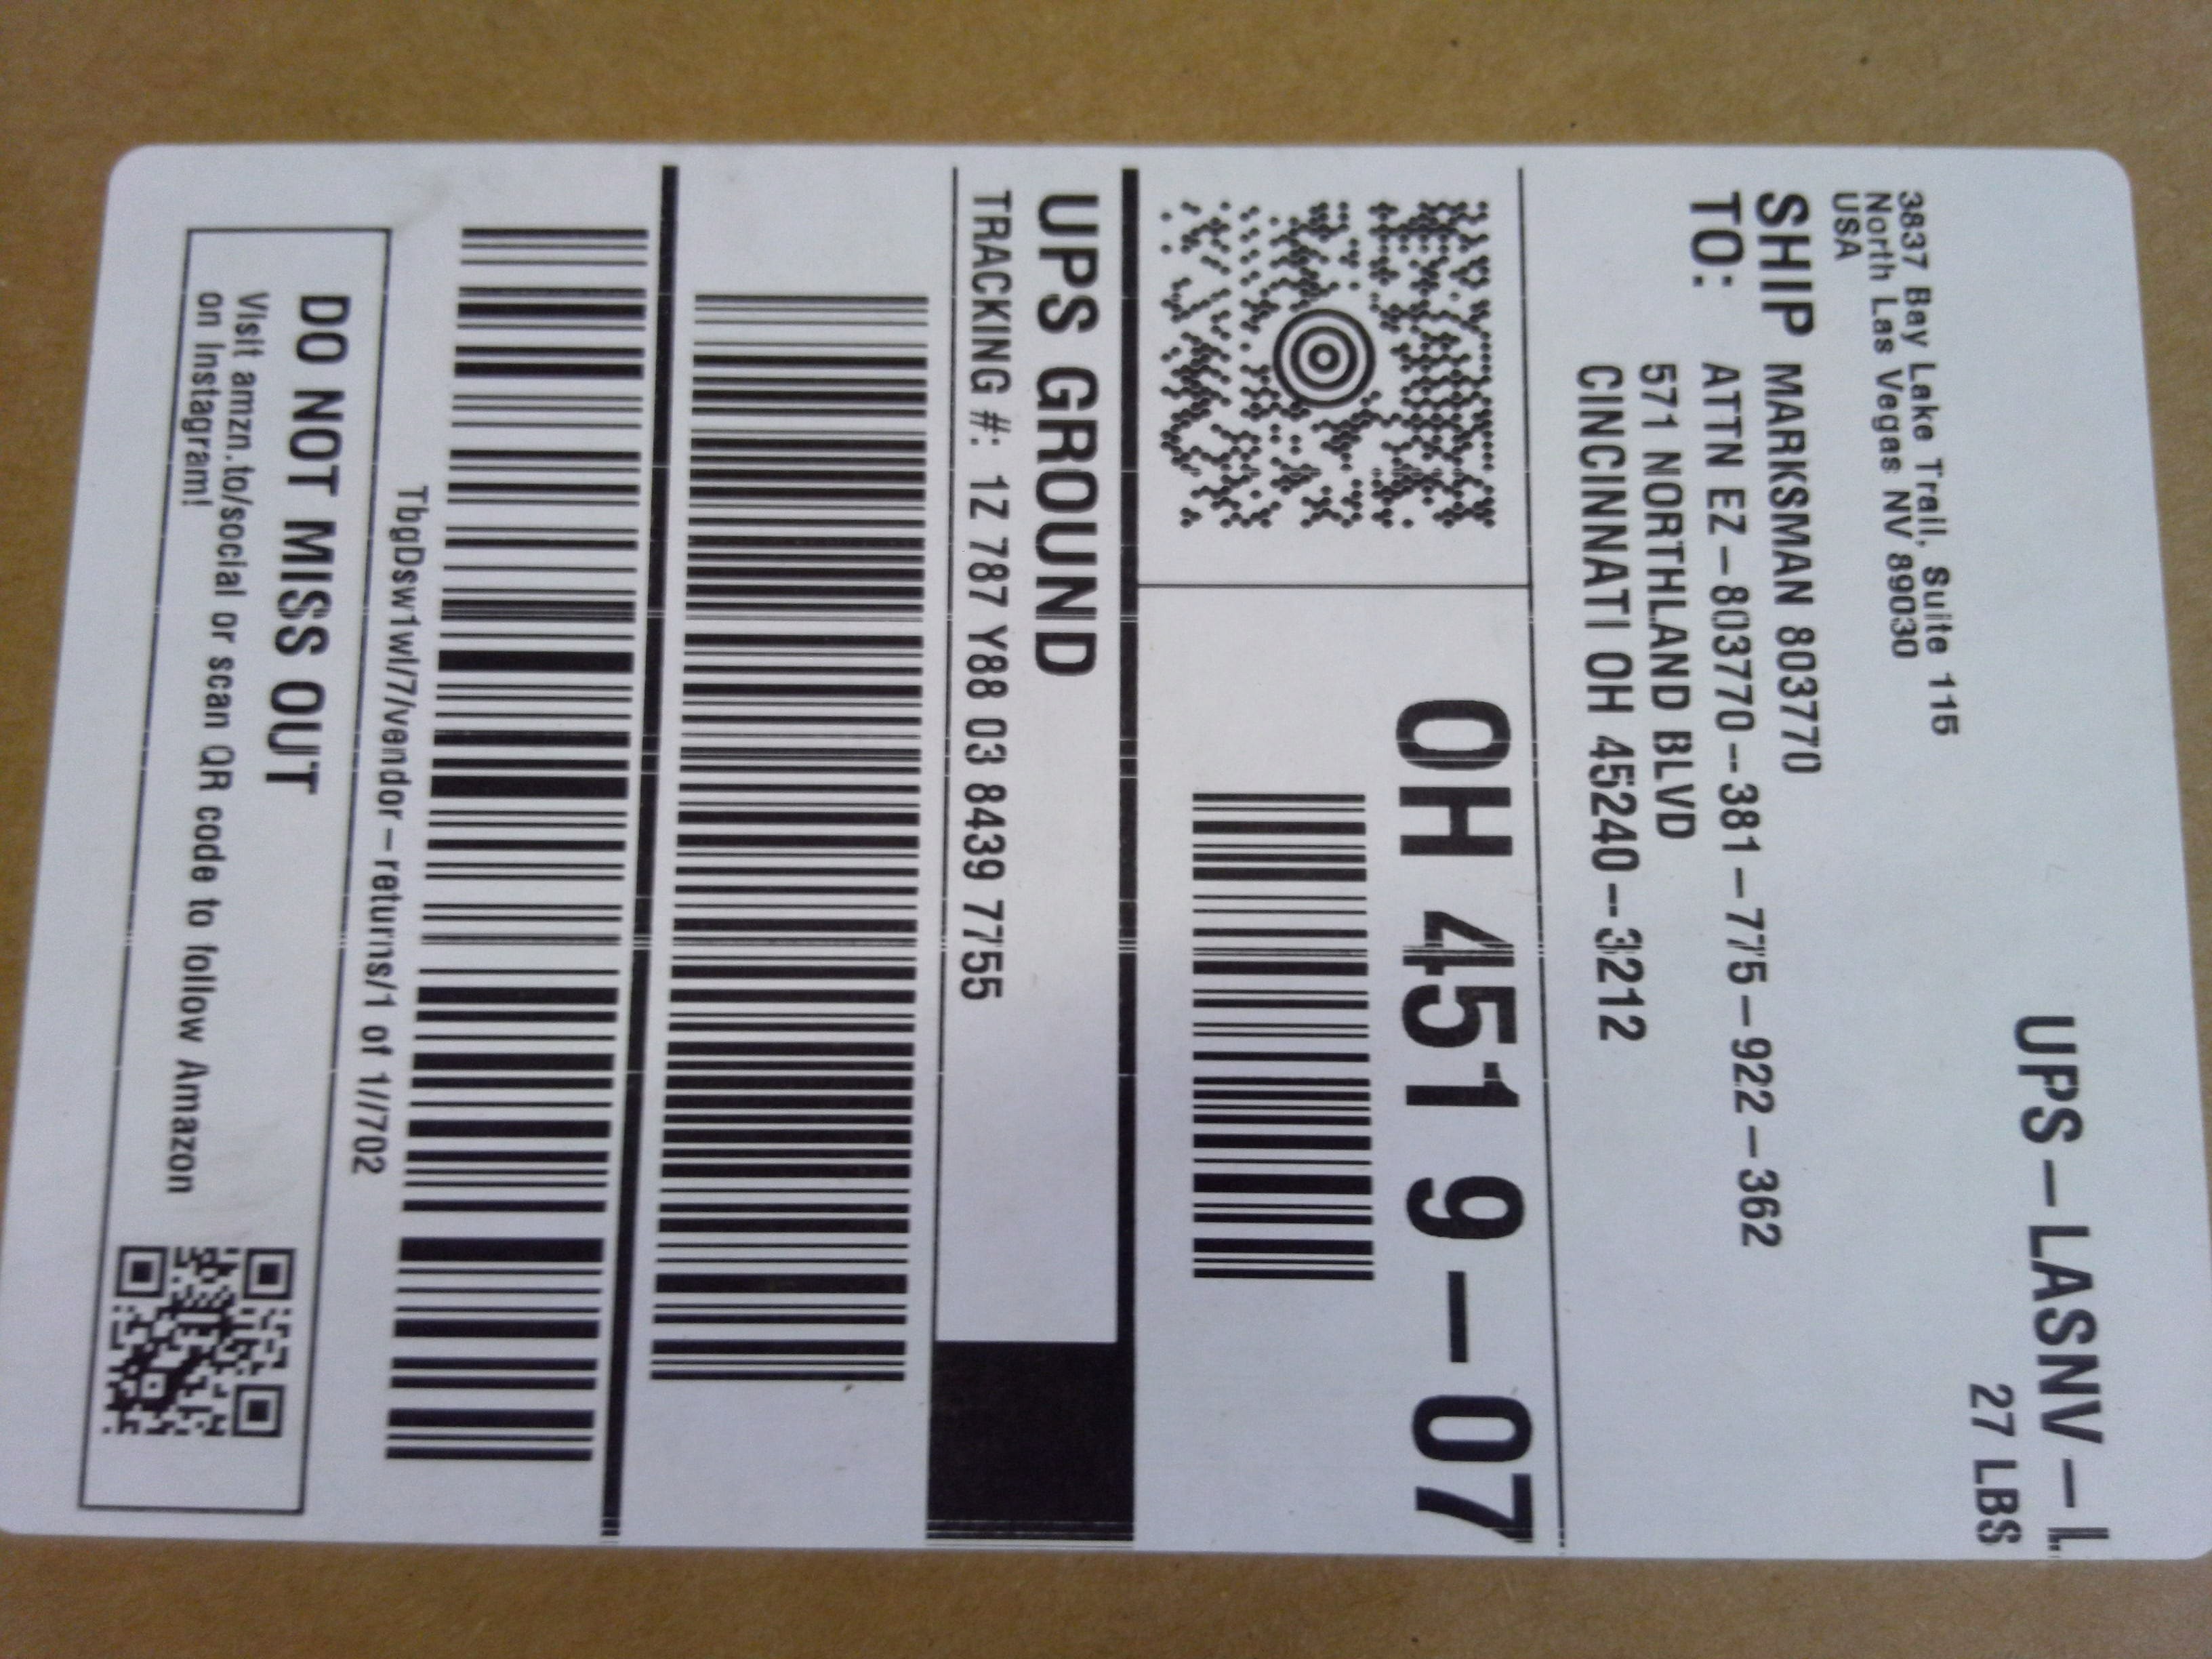 UPS-LASNV-L
27 LBS
3837 Bay Lake Trail, Suite 115
North Las Vegas NV 89030
USA
SHIP TO:
MARKSMAN 803770
ATTN EZ-803770--381-775-922-362
571 NORTHLAND BLVD
CINCINNATI OH 45240--3212
OH 451 9-07
UPS GROUND
TRACKING #: 1Z 787 Y88 03 8439 7755
TbgDsw1wl/7/vendor-returns/1 of 1//702
DO NOT MISS OUT
Visit amzn.to/social or scan QR code to follow Amazon
on Instagram!